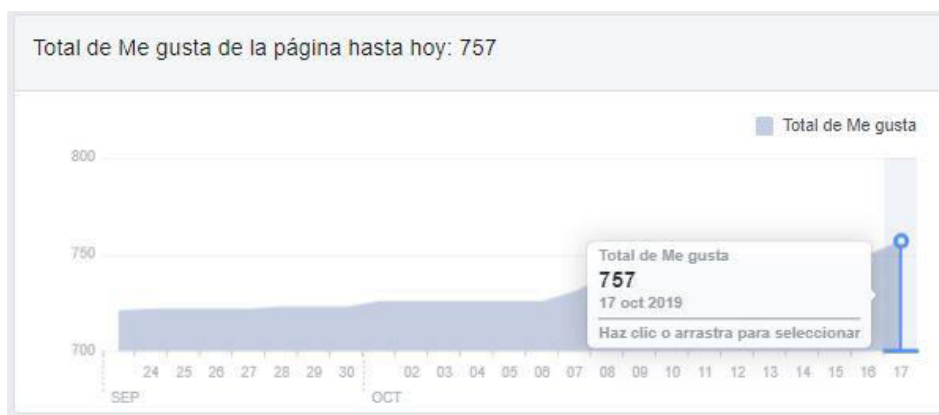 Total de Me gusta de la página hasta hoy: 757
Total de Me gusta
800
750
700
Total de Me gusta
757
17 oct 2019
Haz clic o arrastra para seleccionar
24 25 26 27 28 29 30 02 03 04 05 06 07 08 09 10 11 12 13 14 15 16 17
SEP OCT